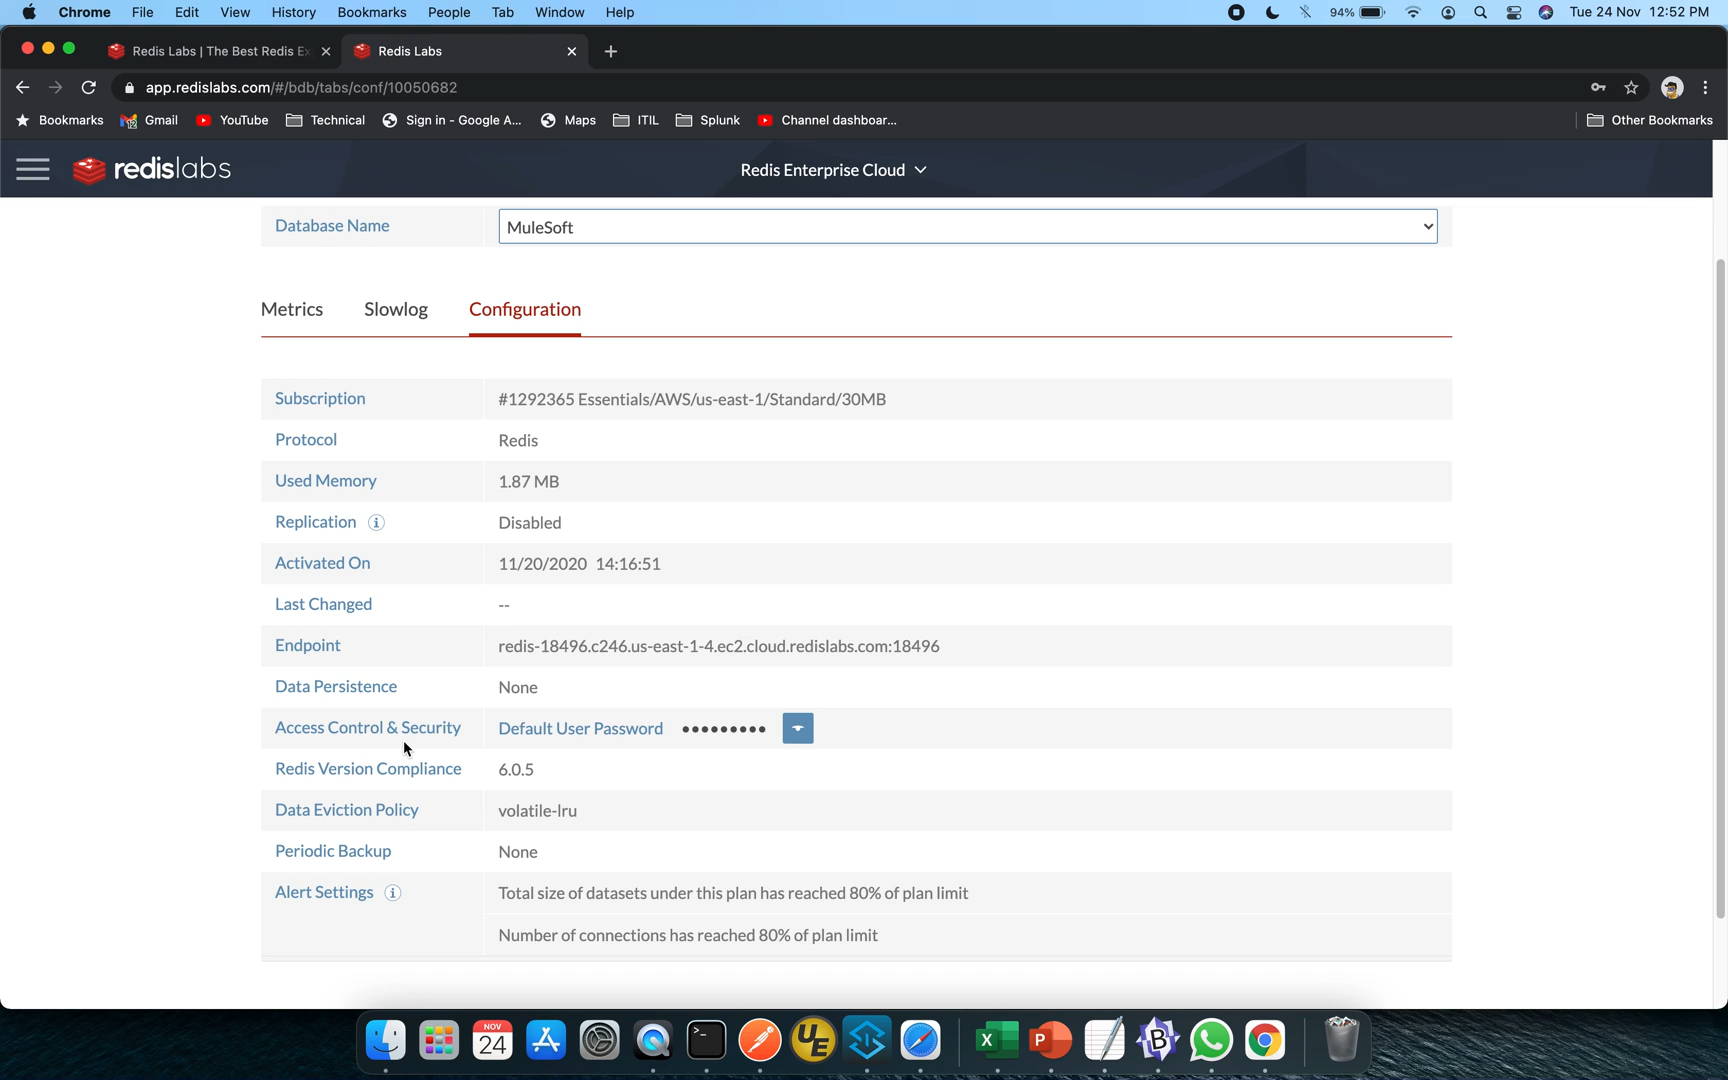 Chrome File Edit View History Bookmarks People Tab Window Help 94% Tue 24 Nov 12:52 PM
Redis Labs | The Best Redis Ex Redis Labs
app.redislabs.com/#/bdb/tabs/conf/10050682
Bookmarks Gmail YouTube Technical Sign in - Google A... Maps ITIL Splunk Channel dashboar... Other Bookmarks
redislabs Redis Enterprise Cloud
Database Name MuleSoft
Metrics Slowlog Configuration
Subscription #1292365 Essentials/AWS/us-east-1/Standard/30MB
Protocol Redis
Used Memory 1.87 MB
Replication Disabled
Activated On 11/20/2020 14:16:51
Last Changed --
Endpoint redis-18496.c246.us-east-1-4.ec2.cloud.redislabs.com:18496
Data Persistence None
Access Control & Security Default User Password •••••••••
Redis Version Compliance 6.0.5
Data Eviction Policy volatile-lru
Periodic Backup None
Alert Settings Total size of datasets under this plan has reached 80% of plan limit
Number of connections has reached 80% of plan limit
NOV
24 UE X P B